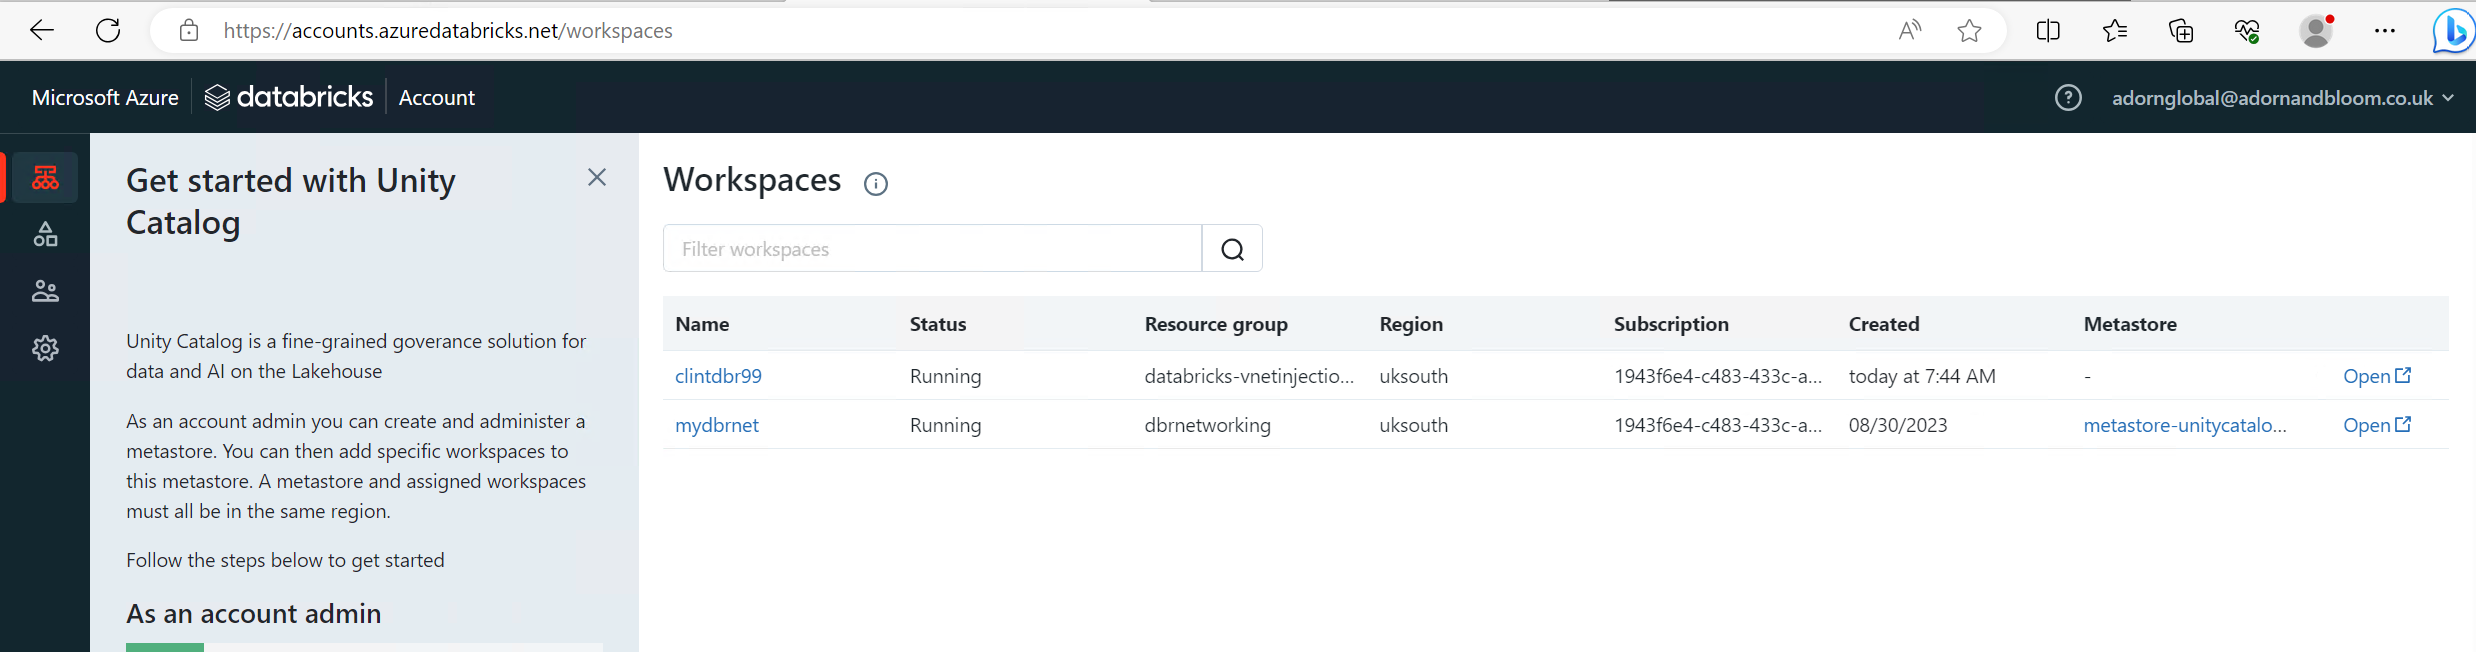 https://accounts.azuredatabricks.net/workspaces
Microsoft Azure databricks Account
adornglobal@adornandbloom.co.uk
Get started with Unity
Catalog
Unity Catalog is a fine-grained goverance solution for
data and AI on the Lakehouse
As an account admin you can create and administer a
metastore. You can then add specific workspaces to
this metastore. A metastore and assigned workspaces
must all be in the same region.
Follow the steps below to get started
As an account admin
Workspaces
Filter workspaces
Name Status Resource group Region Subscription Created Metastore
clintdbr99 Running databricks-vnetinjectio... uksouth 1943f6e4-c483-433c-a... today at 7:44 AM - Open
mydbrnet Running dbrnetworking uksouth 1943f6e4-c483-433c-a... 08/30/2023 metastore-unitycatalo... Open